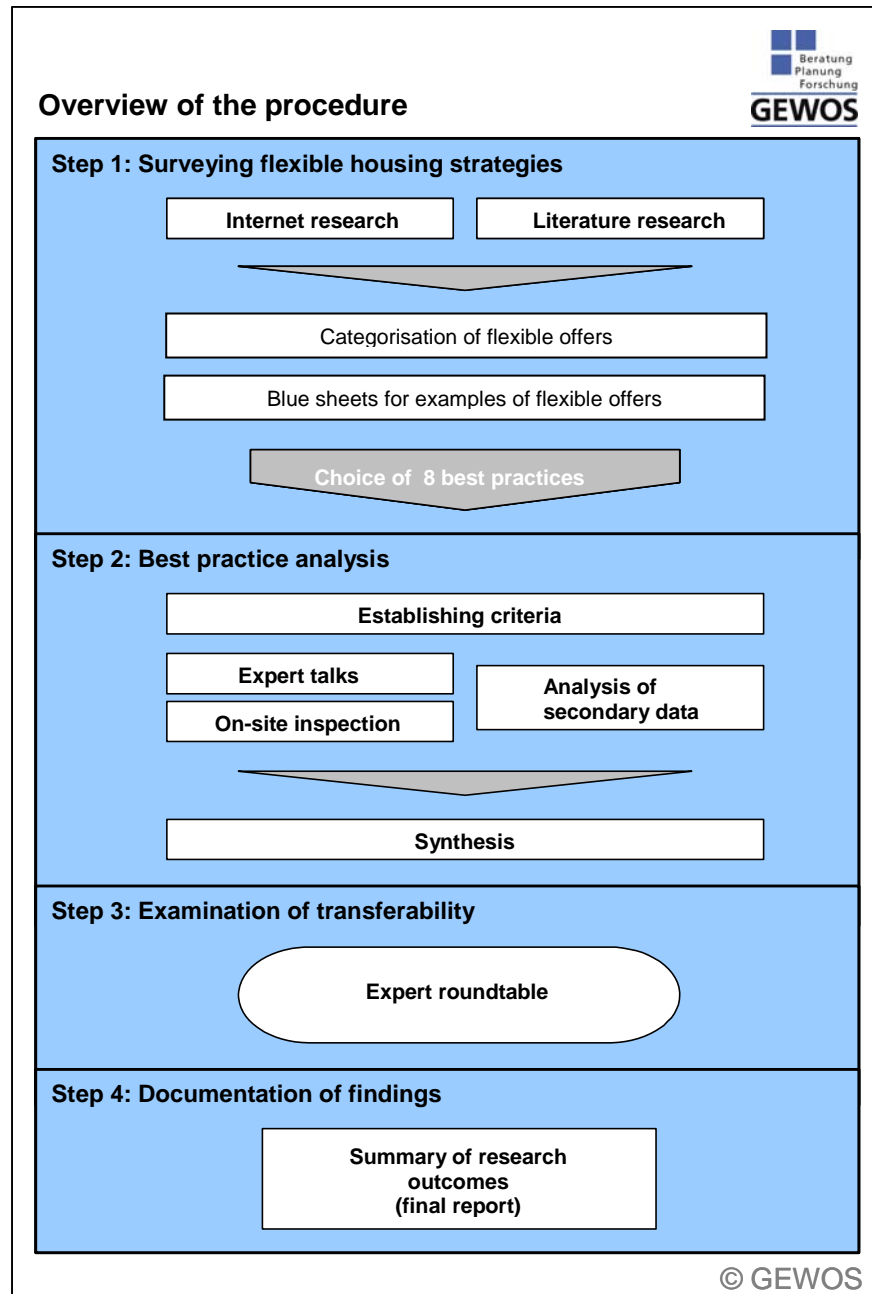 Beratung
Planung
Forschung
GEWOS
Overview of the procedure
Step 1: Surveying flexible housing strategies
Internet research
Literature research
Categorisation of flexible offers
Blue sheets for examples of flexible offers
Choice of 8 best practices
Step 2: Best practice analysis
Establishing criteria
Expert talks
On-site inspection
Analysis of
secondary data
Synthesis
Step 3: Examination of transferability
Expert roundtable
Step 4: Documentation of findings
Summary of research
outcomes
(final report)
© GEWOS